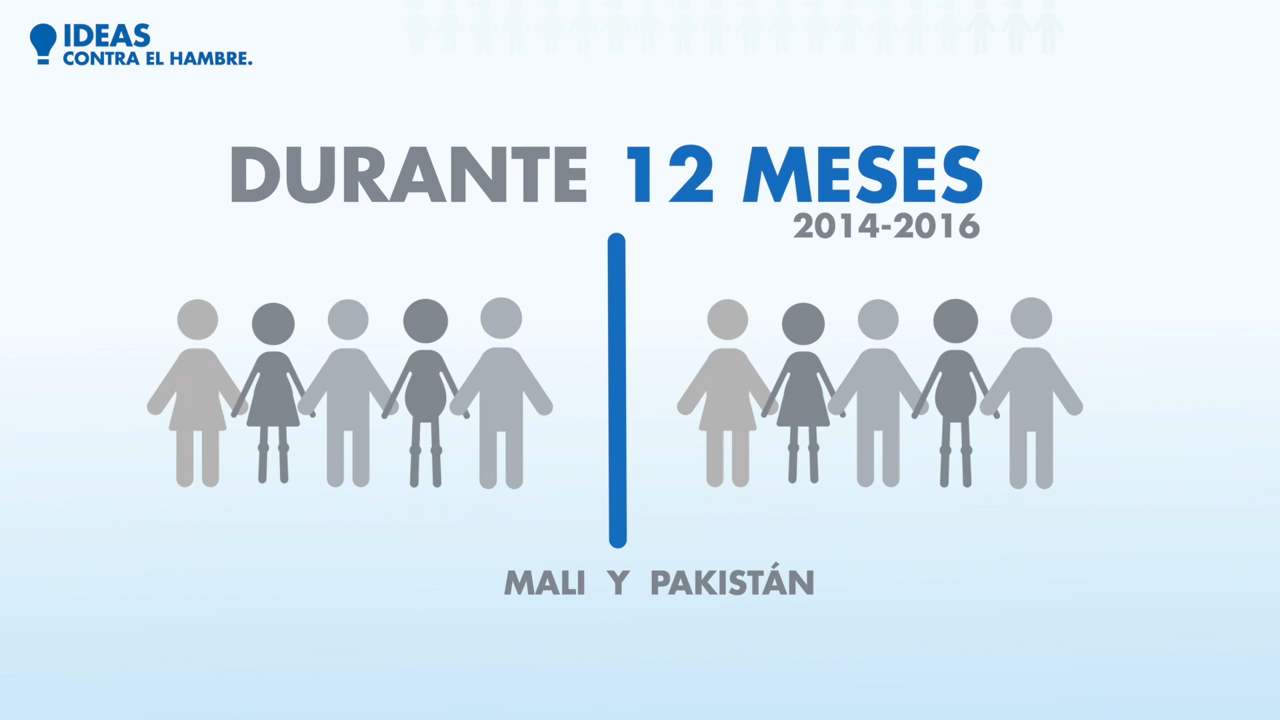 IDEAS
CONTRA EL HAMBRE.
DURANTE 12 MESES
2014-2016
MALI Y PAKISTÁN